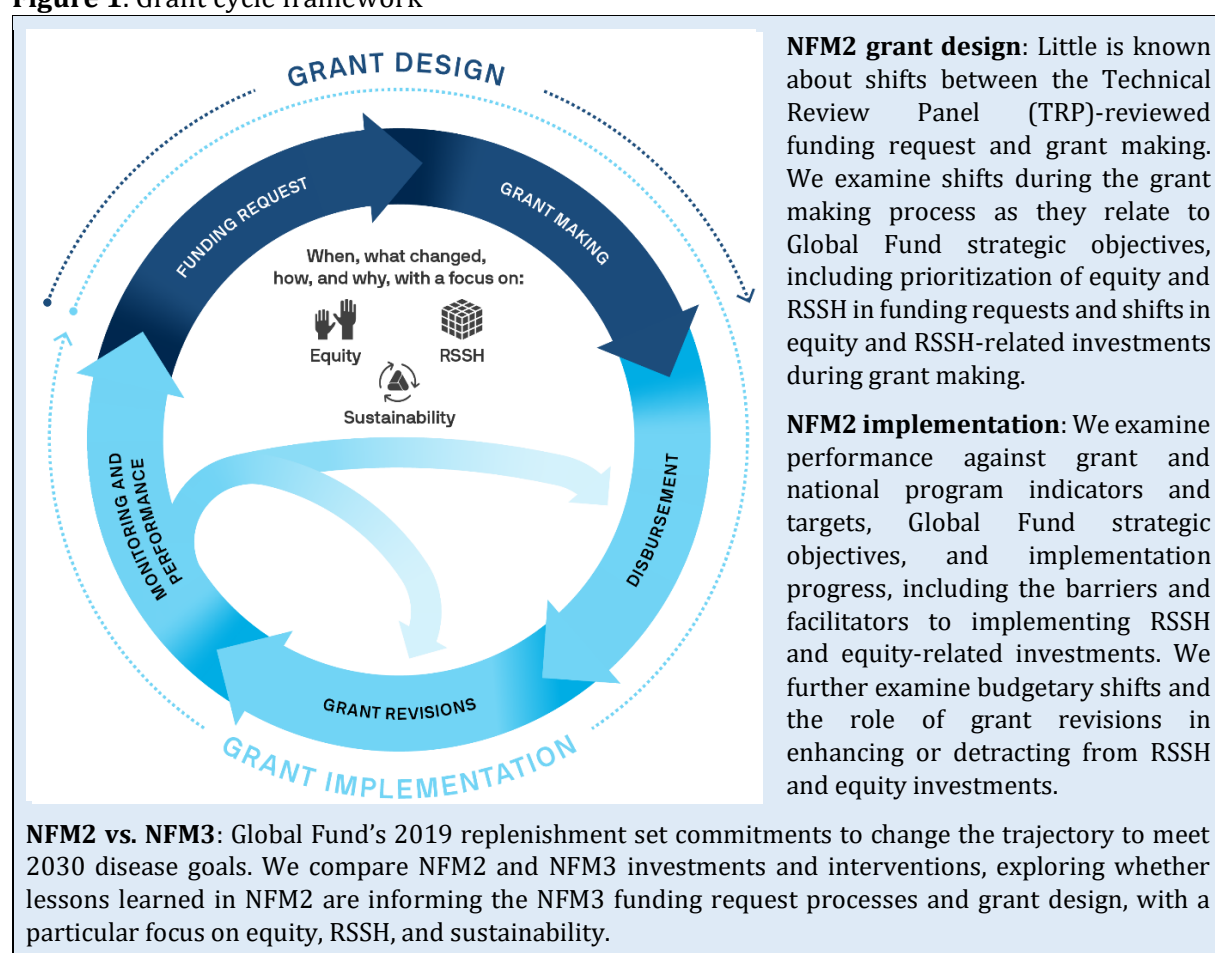 Figure 1: Grant cycle framework
GRANT DESIGN
FUNDING REQUEST
GRANT MAKING
When, what changed,
how, and why, with a focus on:
Equity
RSSH
Sustainability
MONITORING AND
PERFORMANCE
DISBURSEMENT
GRANT REVISIONS
GRANT IMPLEMENTATION
NFM2 grant design: Little is known
about shifts between the Technical
Review Panel (TRP)-reviewed
funding request and grant making.
We examine shifts during the grant
making process as they relate to
Global Fund strategic objectives,
including prioritization of equity and
RSSH in funding requests and shifts in
equity and RSSH-related investments
during grant making.
NFM2 implementation: We examine
performance against grant and
national program indicators and
targets, Global Fund strategic
objectives, and implementation
progress, including the barriers and
facilitators to implementing RSSH
and equity-related investments. We
further examine budgetary shifts and
the role of grant revisions in
enhancing or detracting from RSSH
and equity investments.
NFM2 vs. NFM3: Global Fund's 2019 replenishment set commitments to change the trajectory to meet
2030 disease goals. We compare NFM2 and NFM3 investments and interventions, exploring whether
lessons learned in NFM2 are informing the NFM3 funding request processes and grant design, with a
particular focus on equity, RSSH, and sustainability.